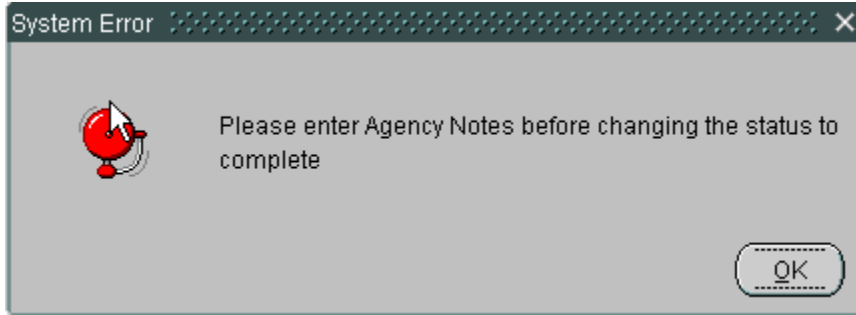 System Error
Please enter Agency Notes before changing the status to
complete
OK